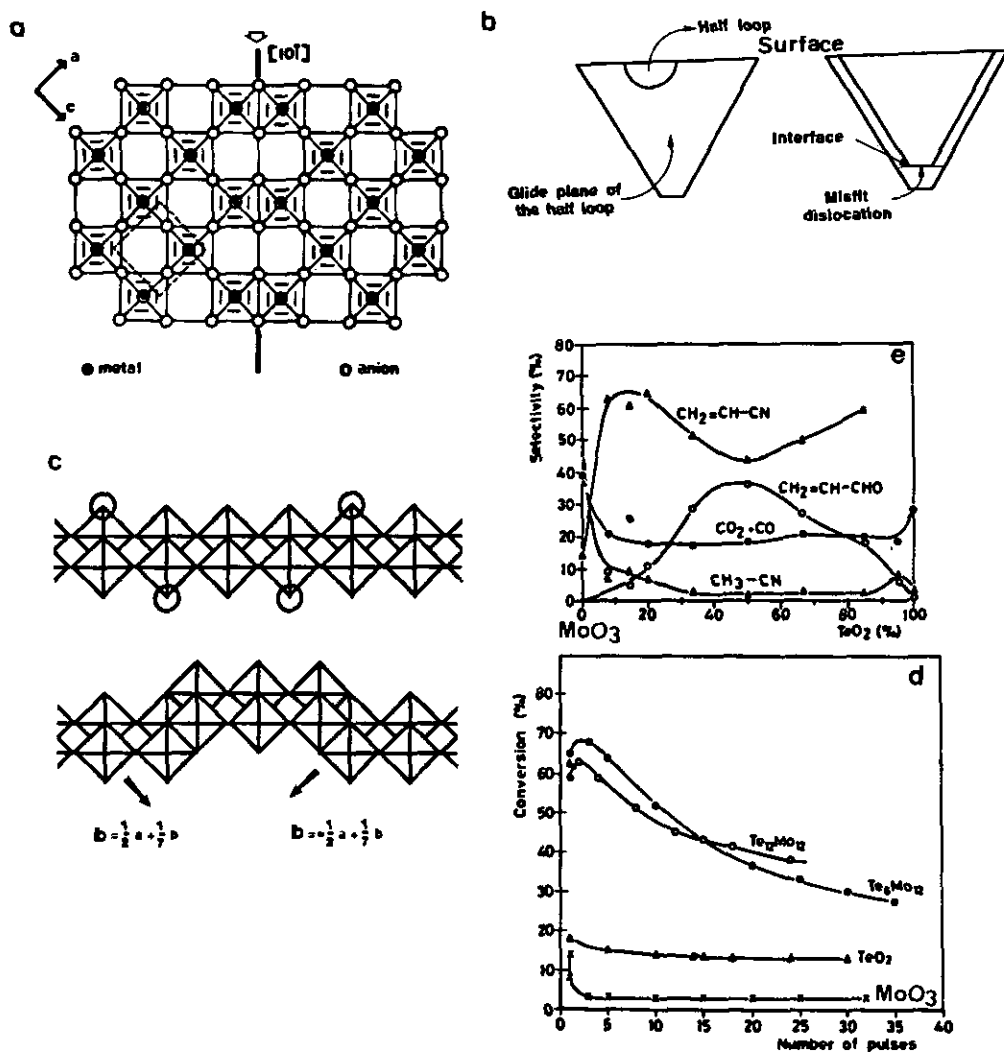 a
a
c
[101̄]
metal
anion
b
Half loop
Surface
Glide plane of
the half loop
Interface
Misfit
dislocation
c
b = 1/2 a + 1/7 b
b = -1/2 a + 1/7 b
e
Selectivity (%)
80
70
60
50
40
30
20
10
0
CH₂=CH-CN
CH₂=CH-CHO
CO₂+CO
CH₃-CN
0
20
40
60
80
100
MoO₃
TeO₂ (%)
d
Conversion (%)
80
70
60
50
40
30
20
10
0
Te₁₂Mo₁₂
Te₆Mo₁₂
TeO₂
MoO₃
0
5
10
15
20
25
30
35
40
Number of pulses